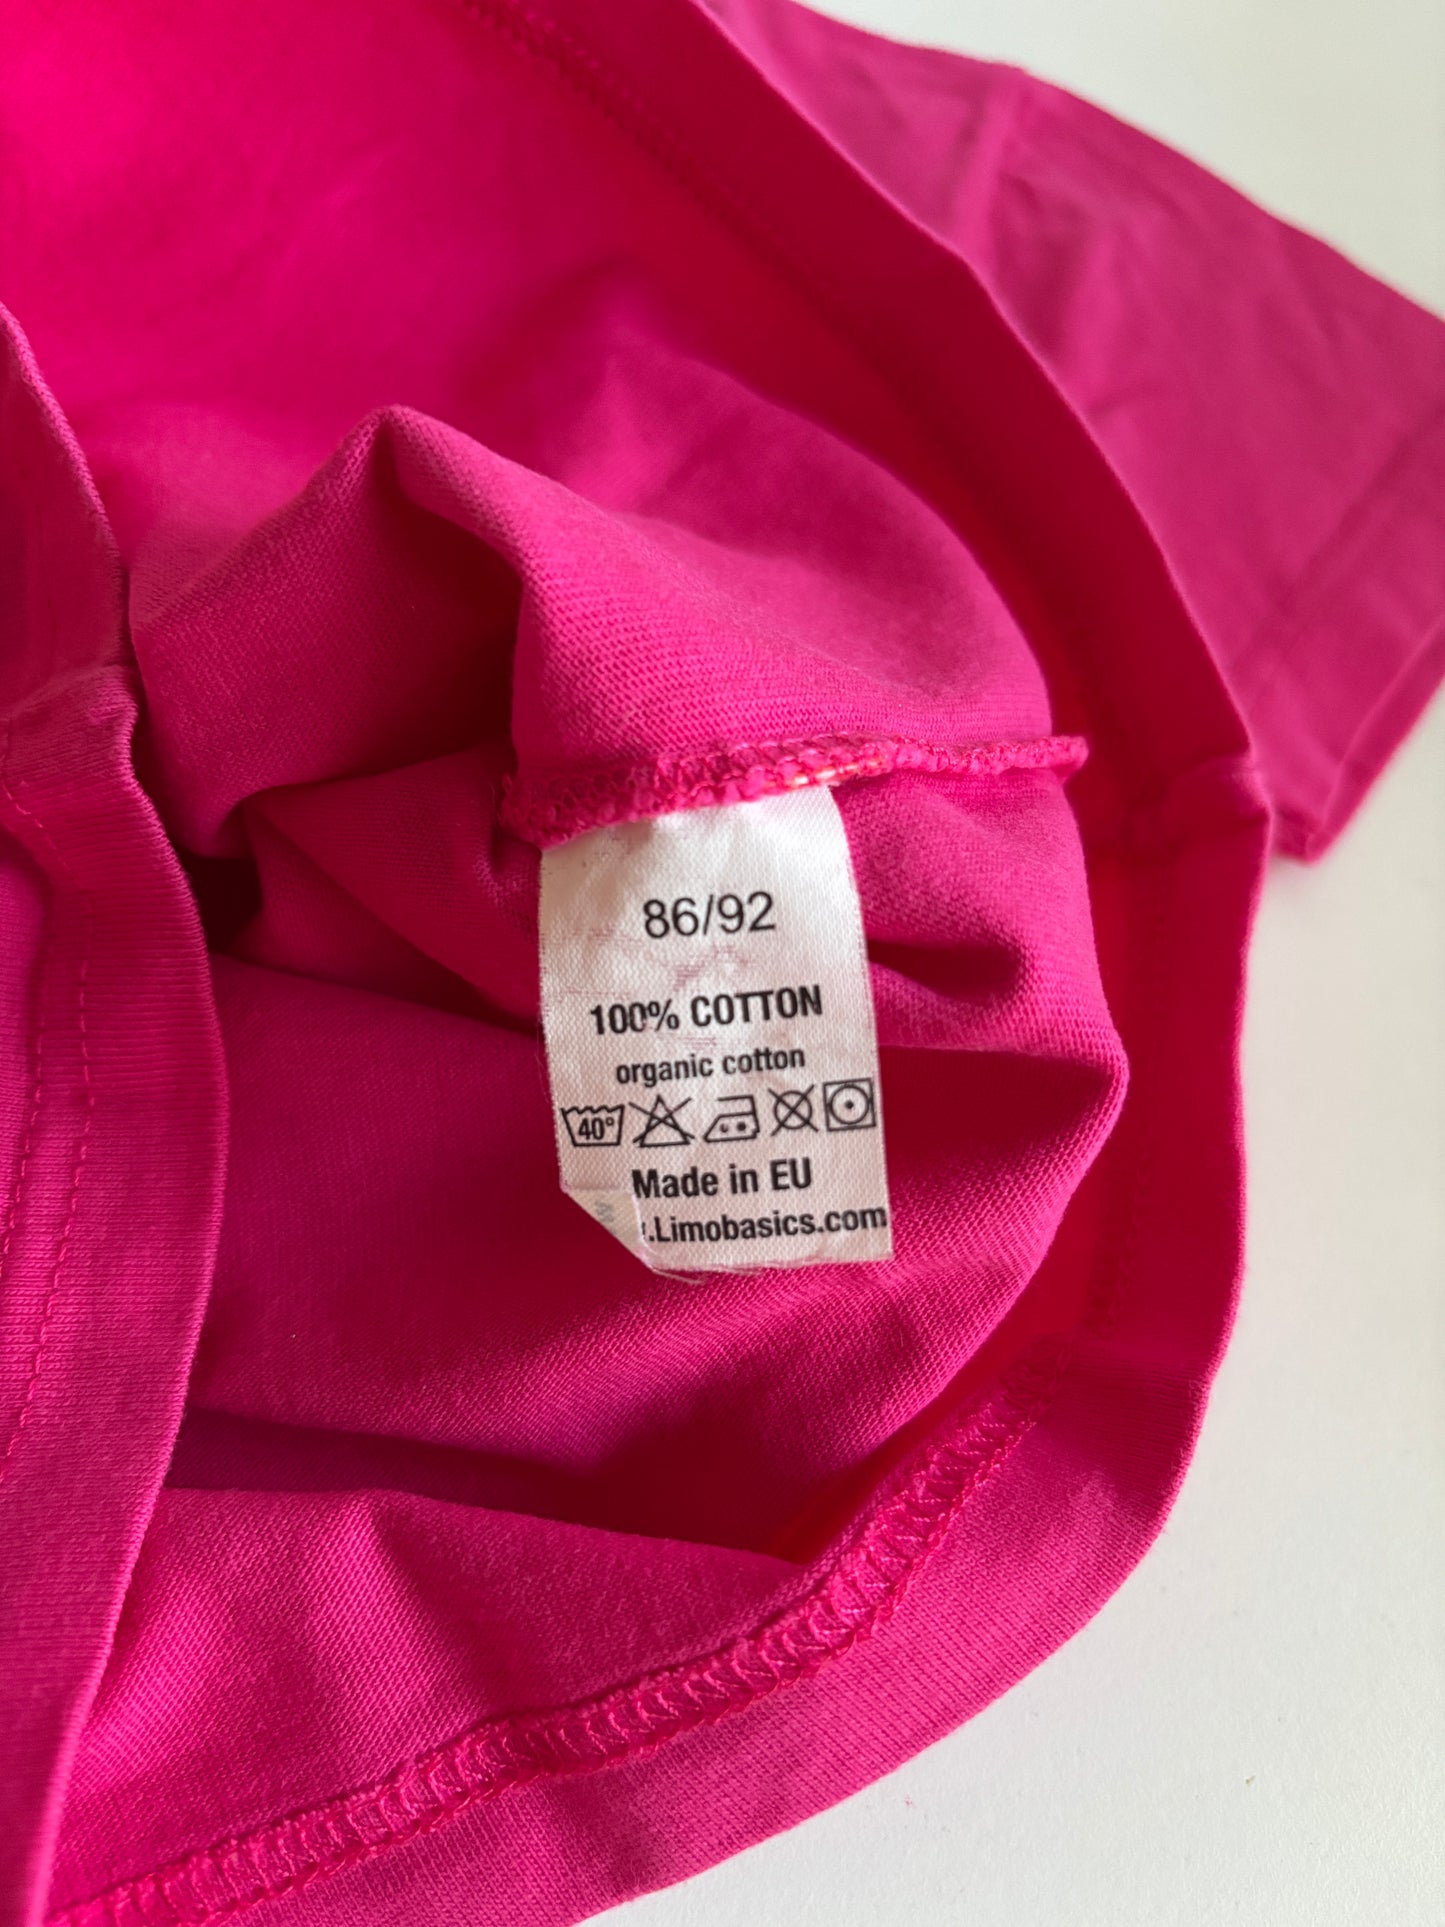 86/92
100% COTTON
organic cotton
40°
Made in EU
.Limobasics.com